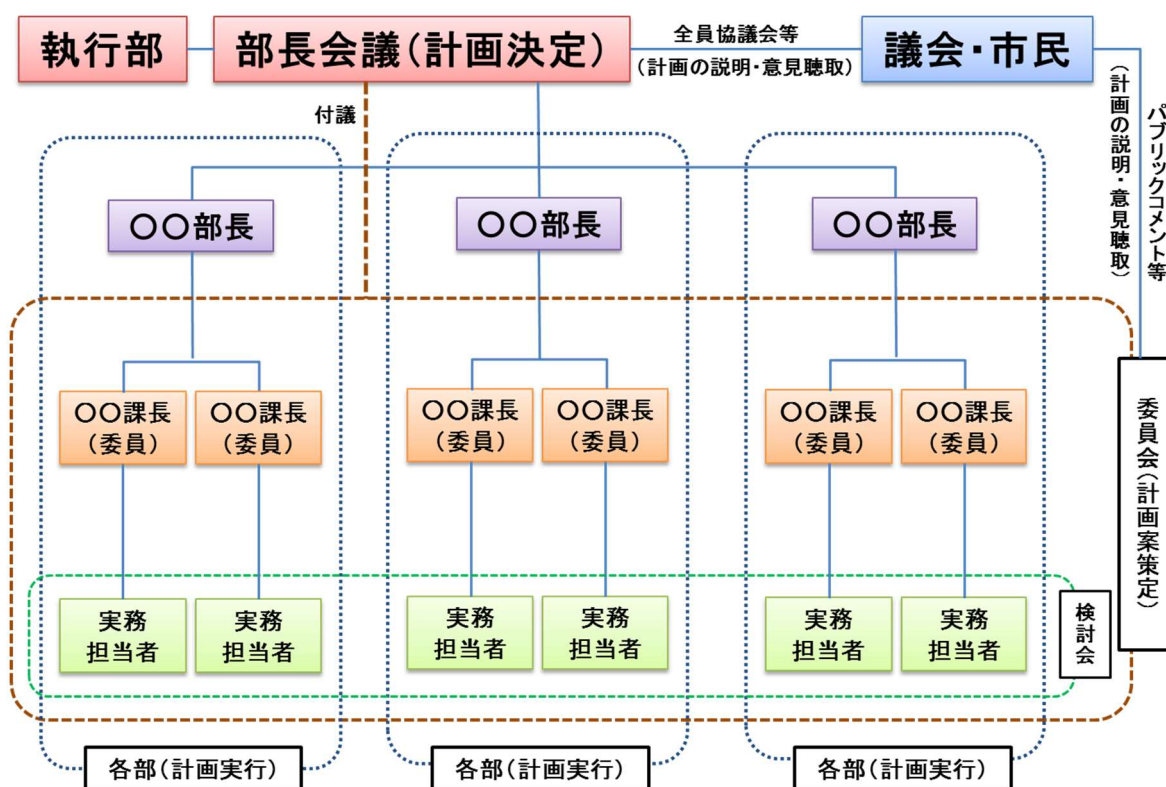 執行部
部長会議(計画決定)
全員協議会等
(計画の説明・意見聴取)
議会・市民
付議
パブリックコメント等
(計画の説明・意見聴取)
〇〇部長
〇〇部長
〇〇部長
〇〇課長
(委員)
〇〇課長
(委員)
〇〇課長
(委員)
〇〇課長
(委員)
〇〇課長
(委員)
〇〇課長
(委員)
委員会(計画案策定)
実務
担当者
実務
担当者
実務
担当者
実務
担当者
実務
担当者
実務
担当者
検討会
各部(計画実行)
各部(計画実行)
各部(計画実行)